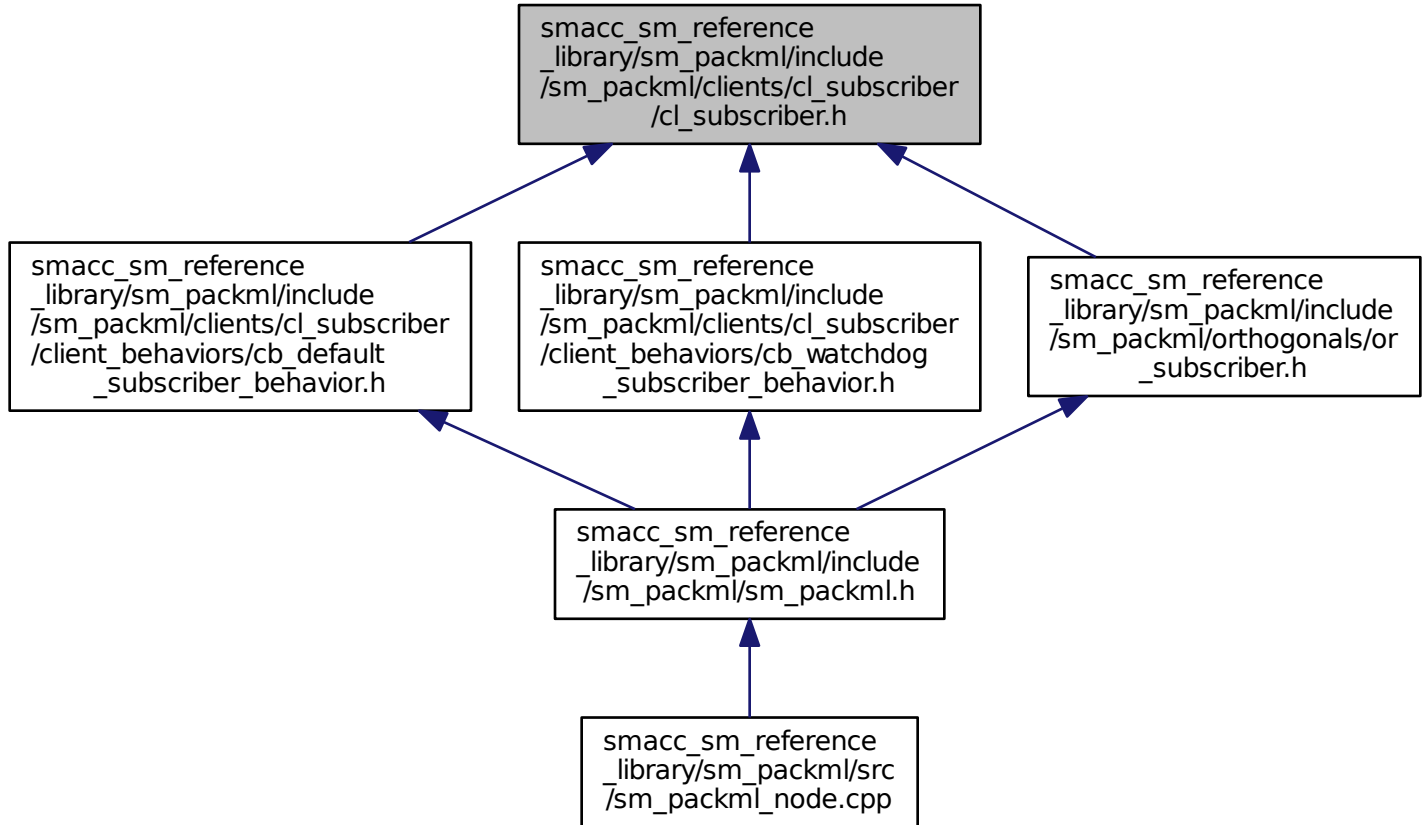 smacc_sm_reference
_library/sm_packml/include
/sm_packml/clients/cl_subscriber
/cl_subscriber.h
smacc_sm_reference
_library/sm_packml/include
/sm_packml/clients/cl_subscriber
/client_behaviors/cb_default
_subscriber_behavior.h
smacc_sm_reference
_library/sm_packml/include
/sm_packml/clients/cl_subscriber
/client_behaviors/cb_watchdog
_subscriber_behavior.h
smacc_sm_reference
_library/sm_packml/include
/sm_packml/orthogonals/or
_subscriber.h
smacc_sm_reference
_library/sm_packml/include
/sm_packml/sm_packml.h
smacc_sm_reference
_library/sm_packml/src
/sm_packml_node.cpp